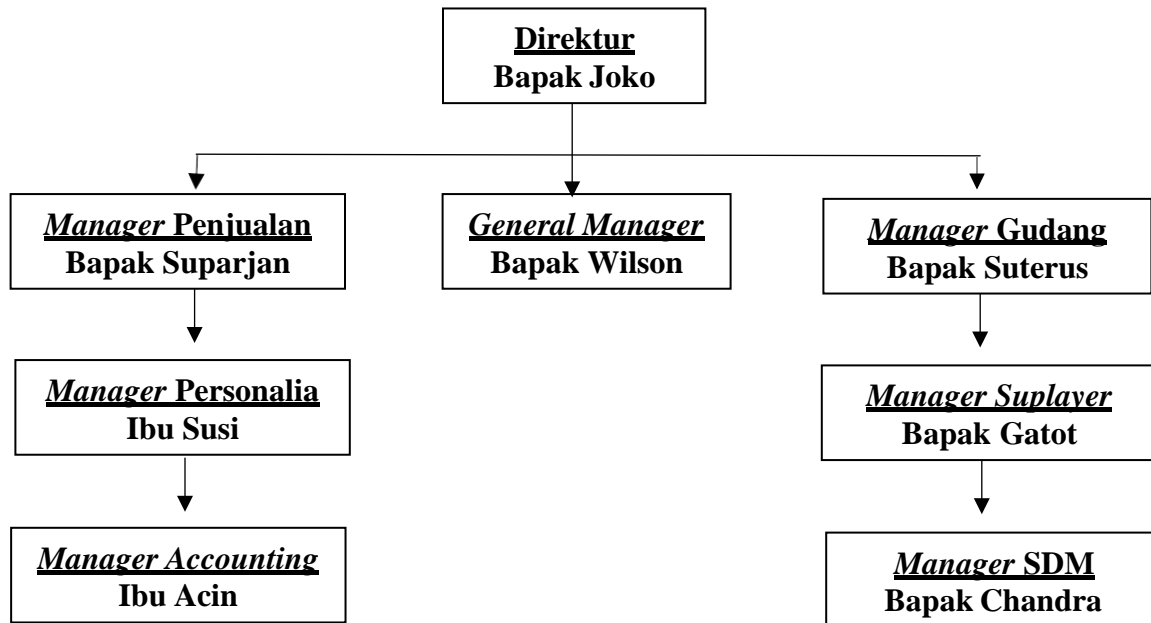 Direktur
Bapak Joko
Manager Penjualan
Bapak Suparjan
General Manager
Bapak Wilson
Manager Gudang
Bapak Suterus
Manager Personalia
Ibu Susi
Manager Suplayer
Bapak Gatot
Manager Accounting
Ibu Acin
Manager SDM
Bapak Chandra